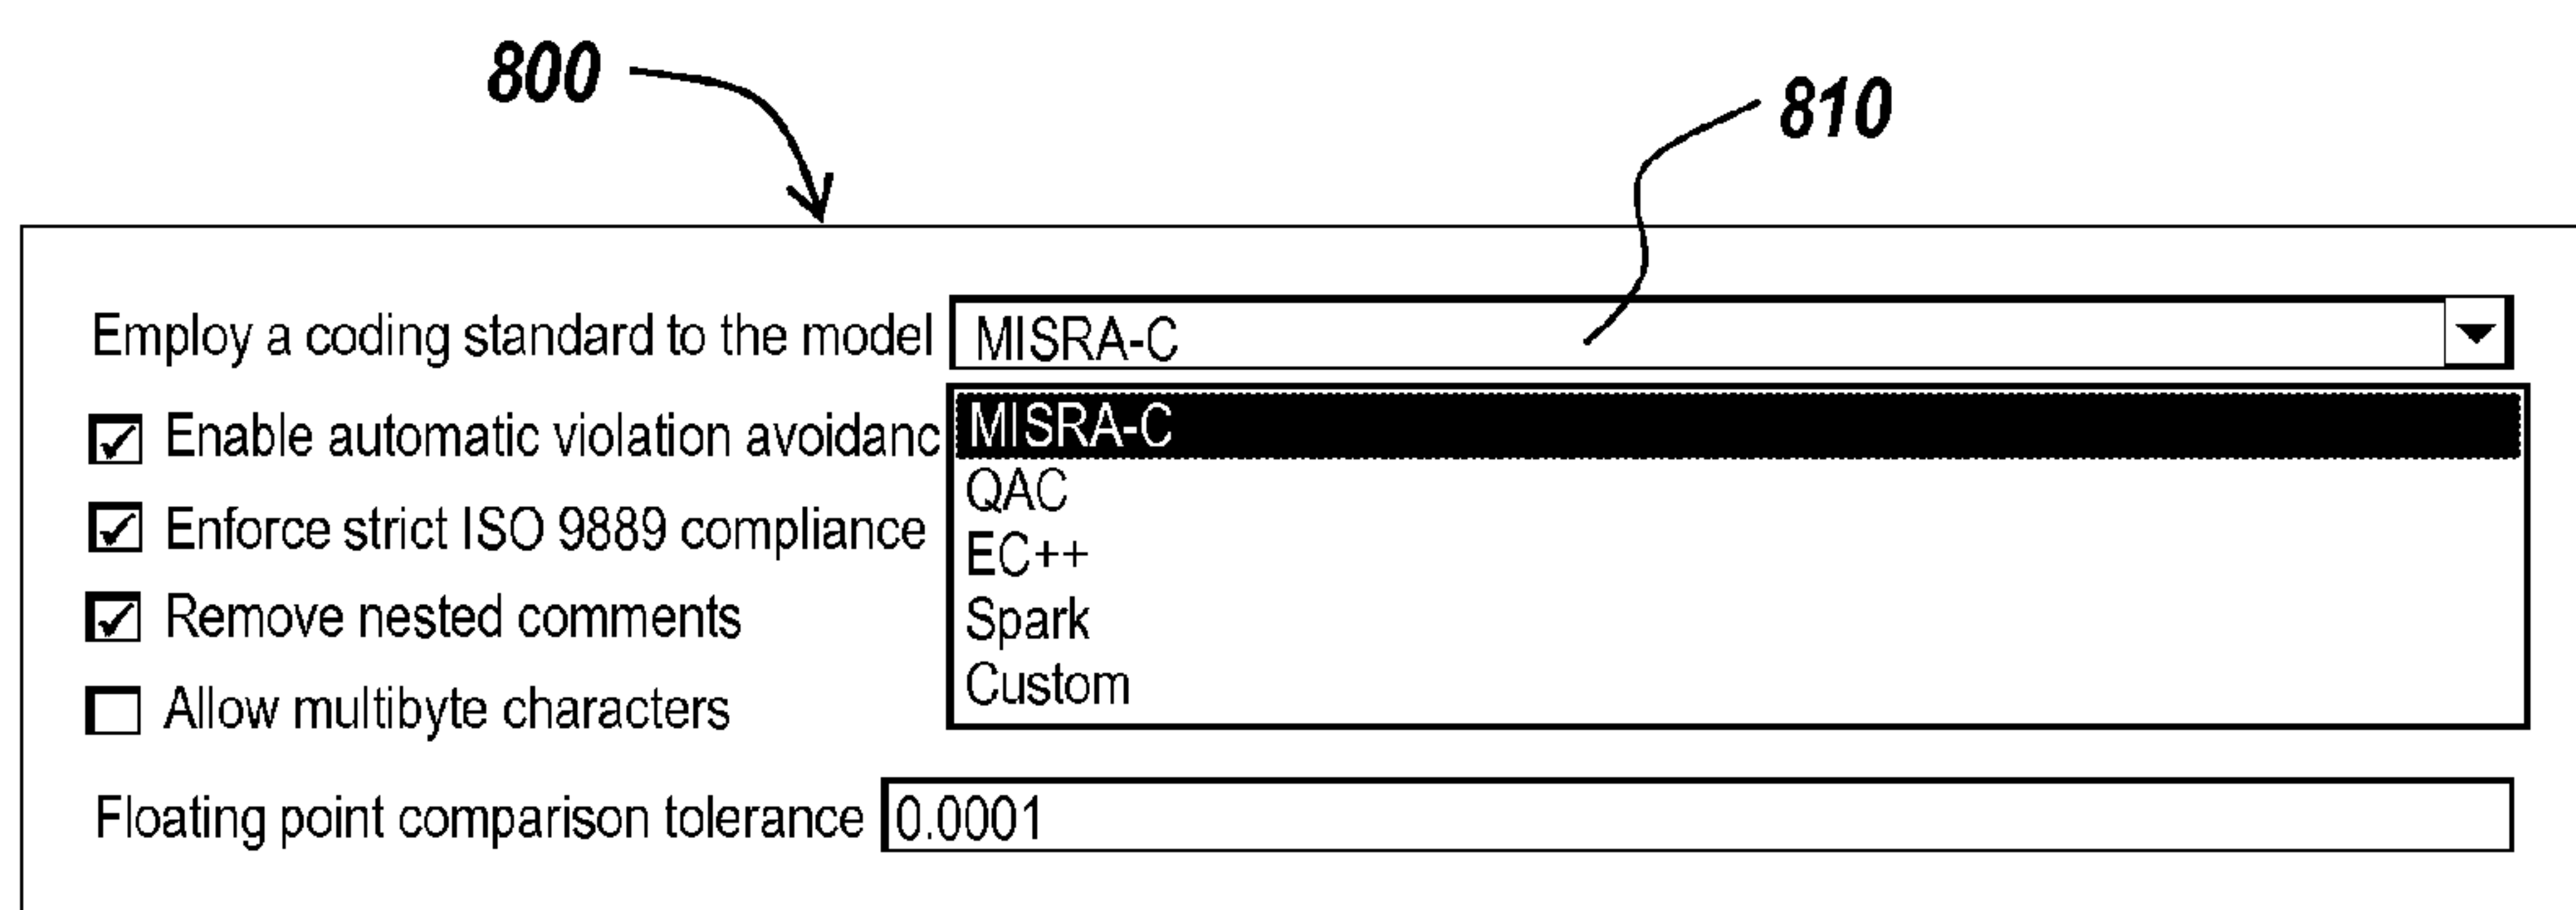 800
810
Employ a coding standard to the model MISRA-C
Enable automatic violation avoidanc MISRA-C
QAC
Enforce strict ISO 9889 compliance
EC++
Remove nested comments
Spark
Custom
Allow multibyte characters
Floating point comparison tolerance 0.0001